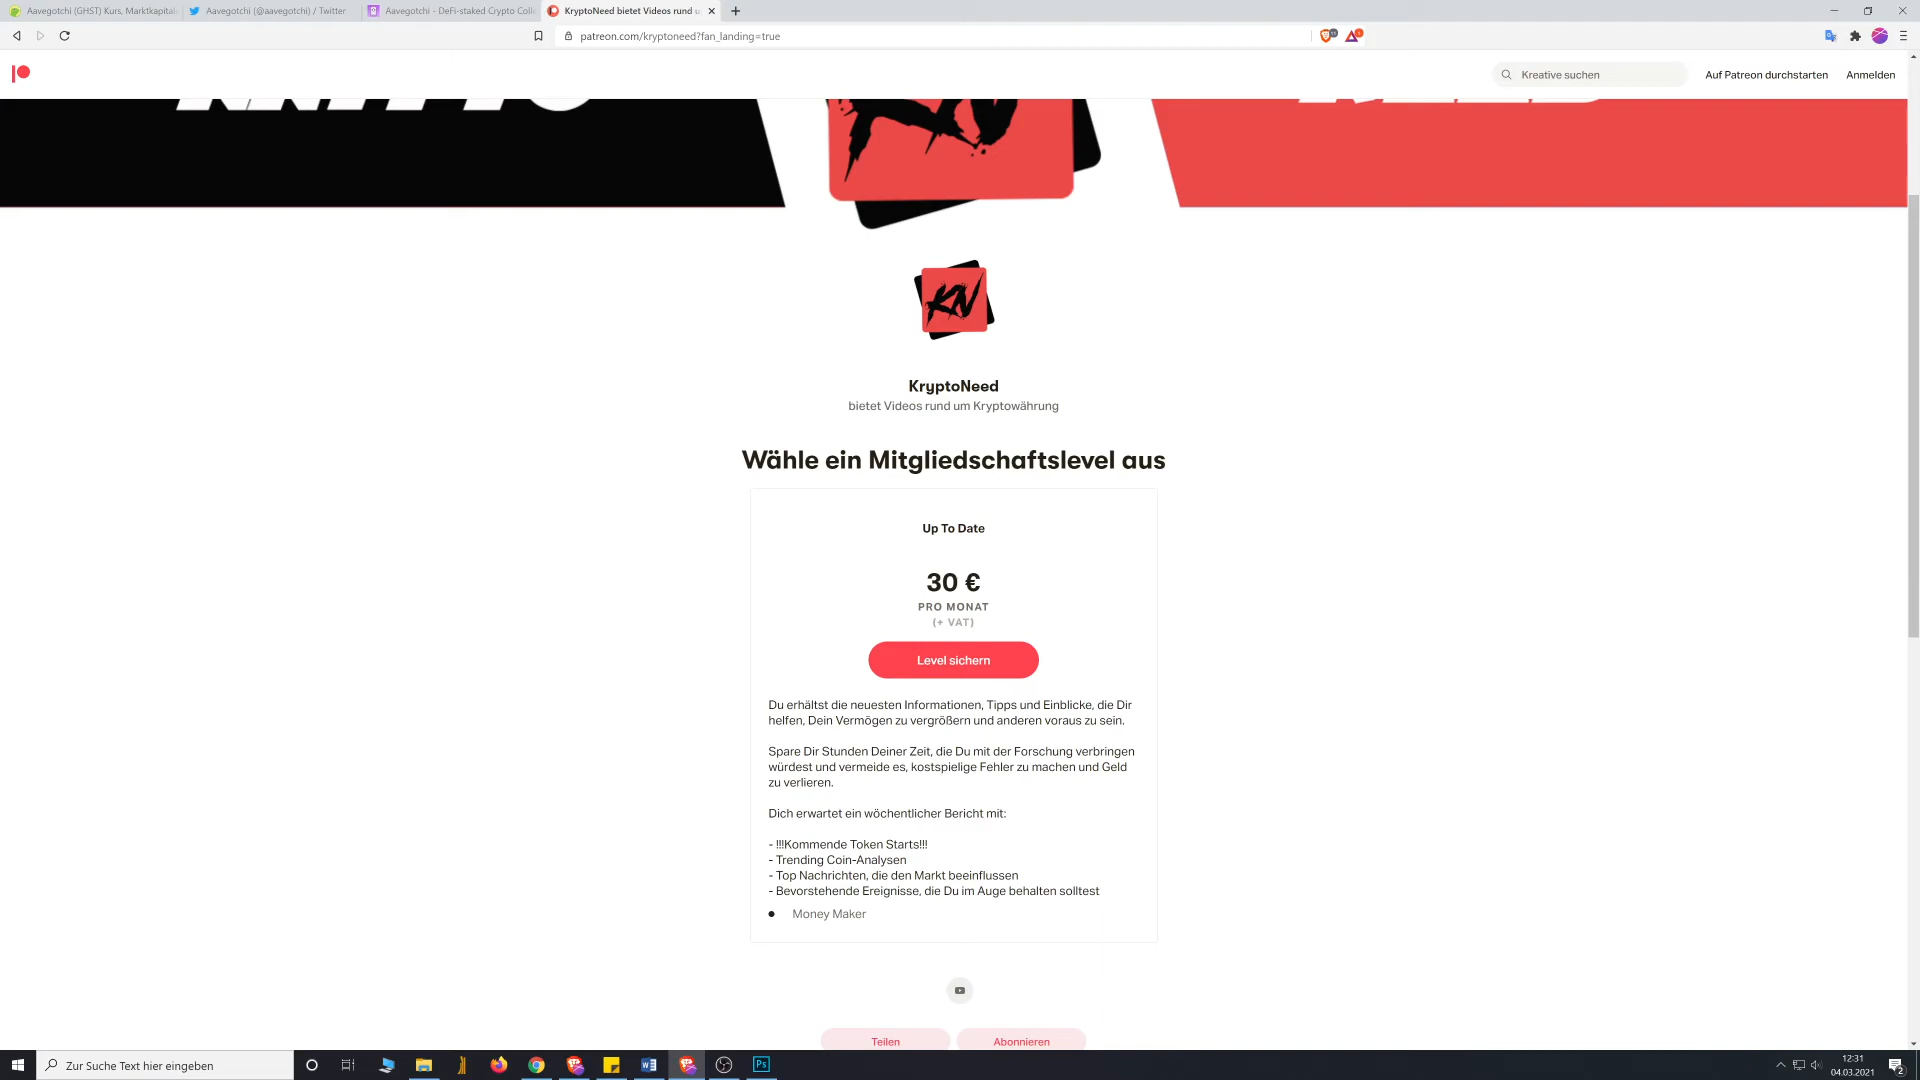 Aavegotchi (GHST) Kurs, Marktkapital
Aavegotchi (@aavegotchi) / Twitter
Aavegotchi - DeFi-staked Crypto Coll
KryptoNeed bietet Videos rund u
patreon.com/kryptoneed?fan_landing=true
Kreative suchen
Auf Patreon durchstarten
Anmelden
KN
KryptoNeed
bietet Videos rund um Kryptowährung
Wähle ein Mitgliedschaftslevel aus
Up To Date
30 €
PRO MONAT
(+ VAT)
Level sichern
Du erhältst die neuesten Informationen, Tipps und Einblicke, die Dir
helfen, Dein Vermögen zu vergrößern und anderen voraus zu sein.
Spare Dir Stunden Deiner Zeit, die Du mit der Forschung verbringen
würdest und vermeide es, kostspielige Fehler zu machen und Geld
zu verlieren.
Dich erwartet ein wöchentlicher Bericht mit:
- !!!Kommende Token Starts!!!
- Trending Coin-Analysen
- Top Nachrichten, die den Markt beeinflussen
- Bevorstehende Ereignisse, die Du im Auge behalten solltest
● Money Maker
Teilen
Abonnieren
Zur Suche Text hier eingeben
Ps
12:31
04.03.2021
2